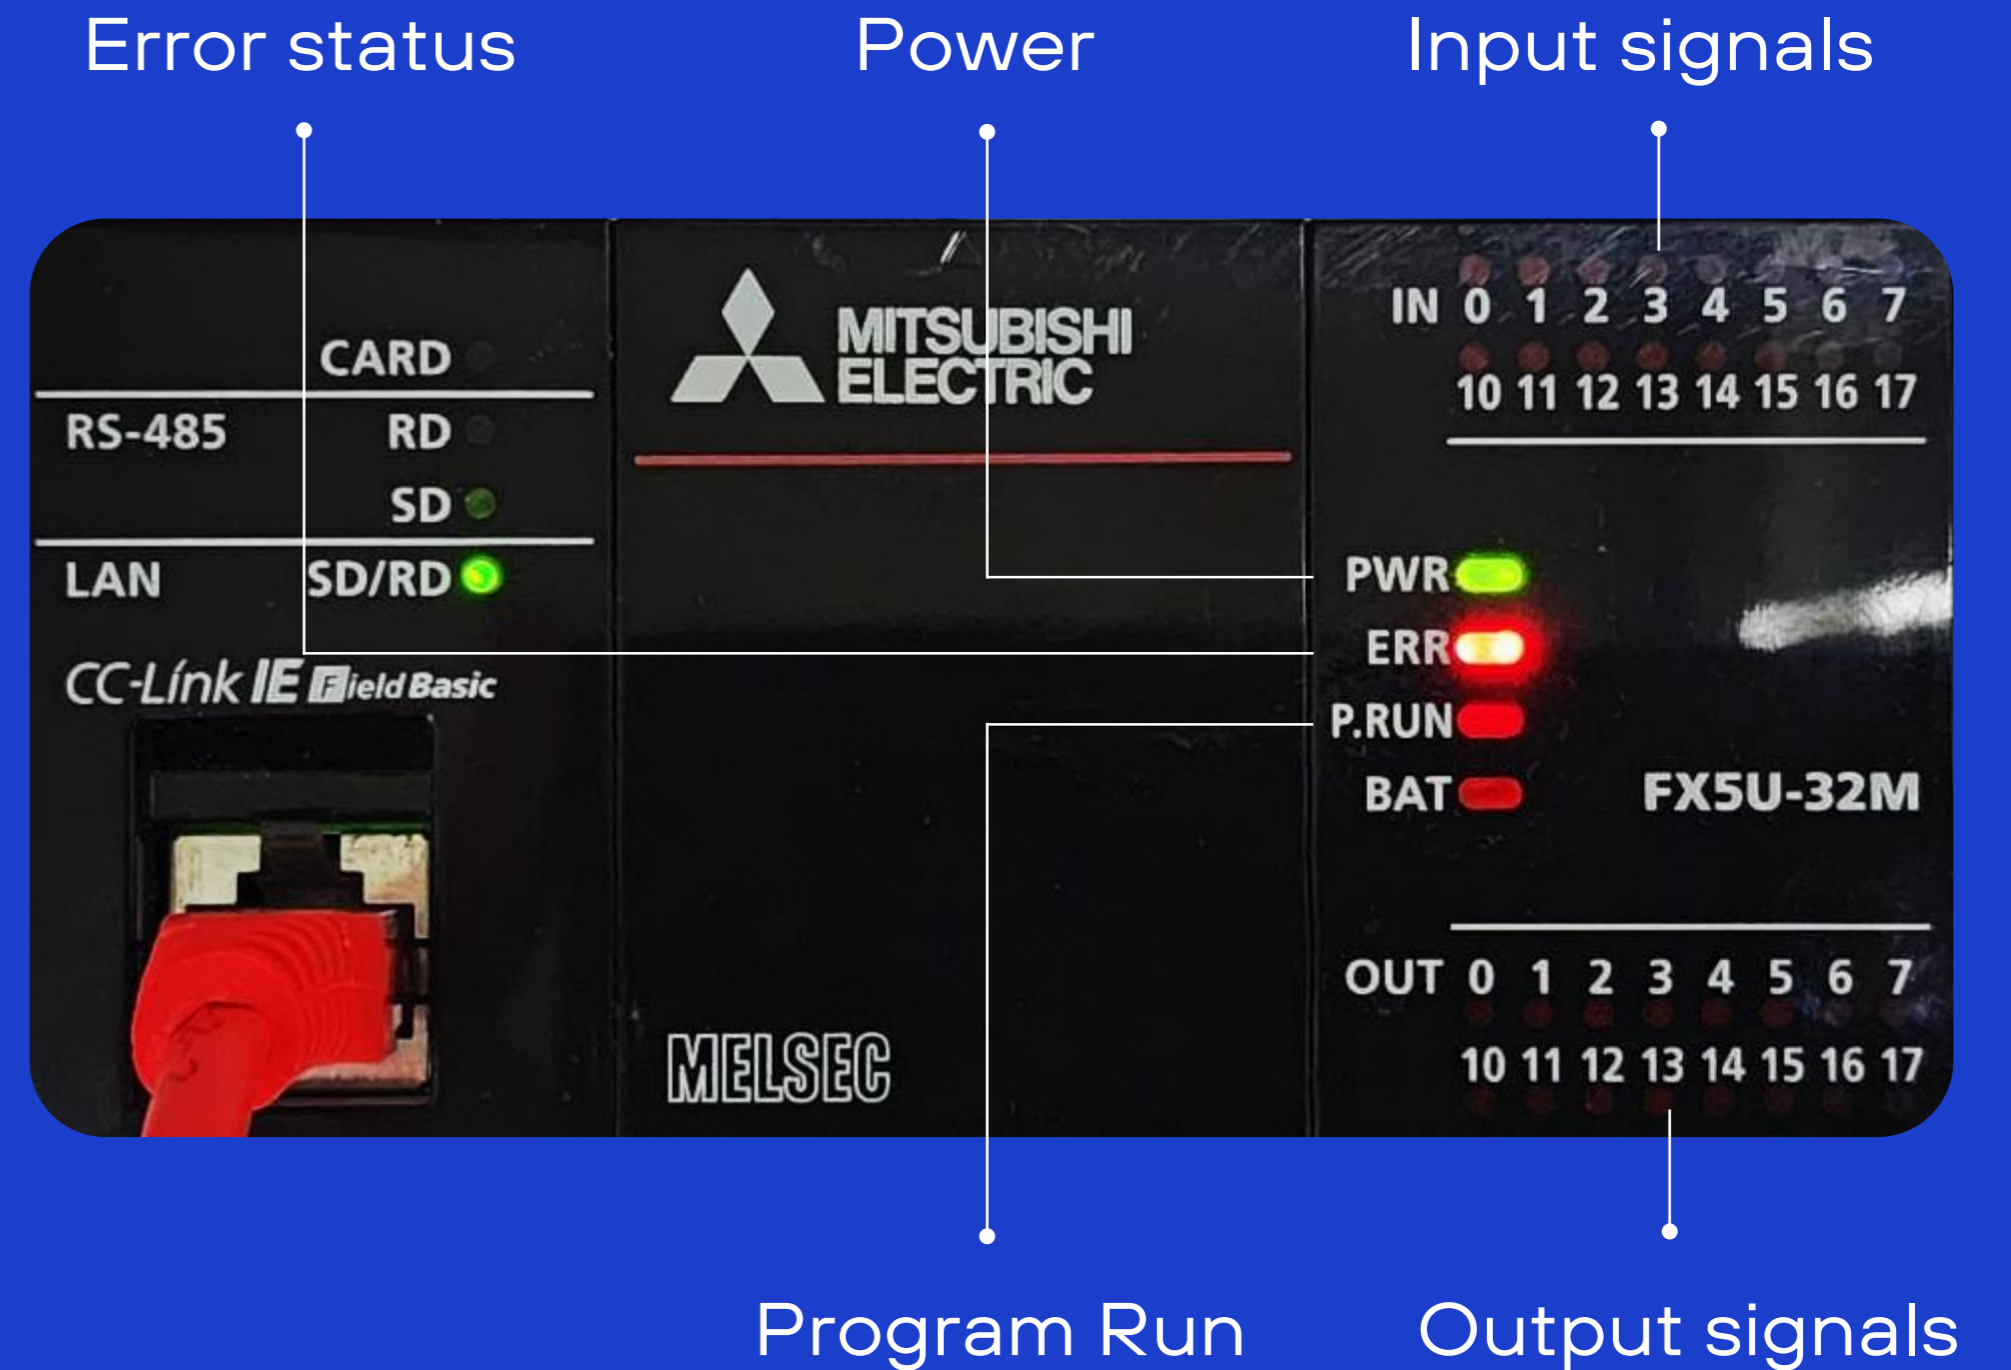 Error status
Power
Input signals
CARD
RS-485 RD
SD
LAN SD/RD
CC-Línk IE Field Basic
MITSUBISHI
ELECTRIC
MELSEC
IN 0 1 2 3 4 5 6 7
10 11 12 13 14 15 16 17
PWR
ERR
P.RUN
BAT
FX5U-32M
OUT 0 1 2 3 4 5 6 7
10 11 12 13 14 15 16 17
Program Run
Output signals